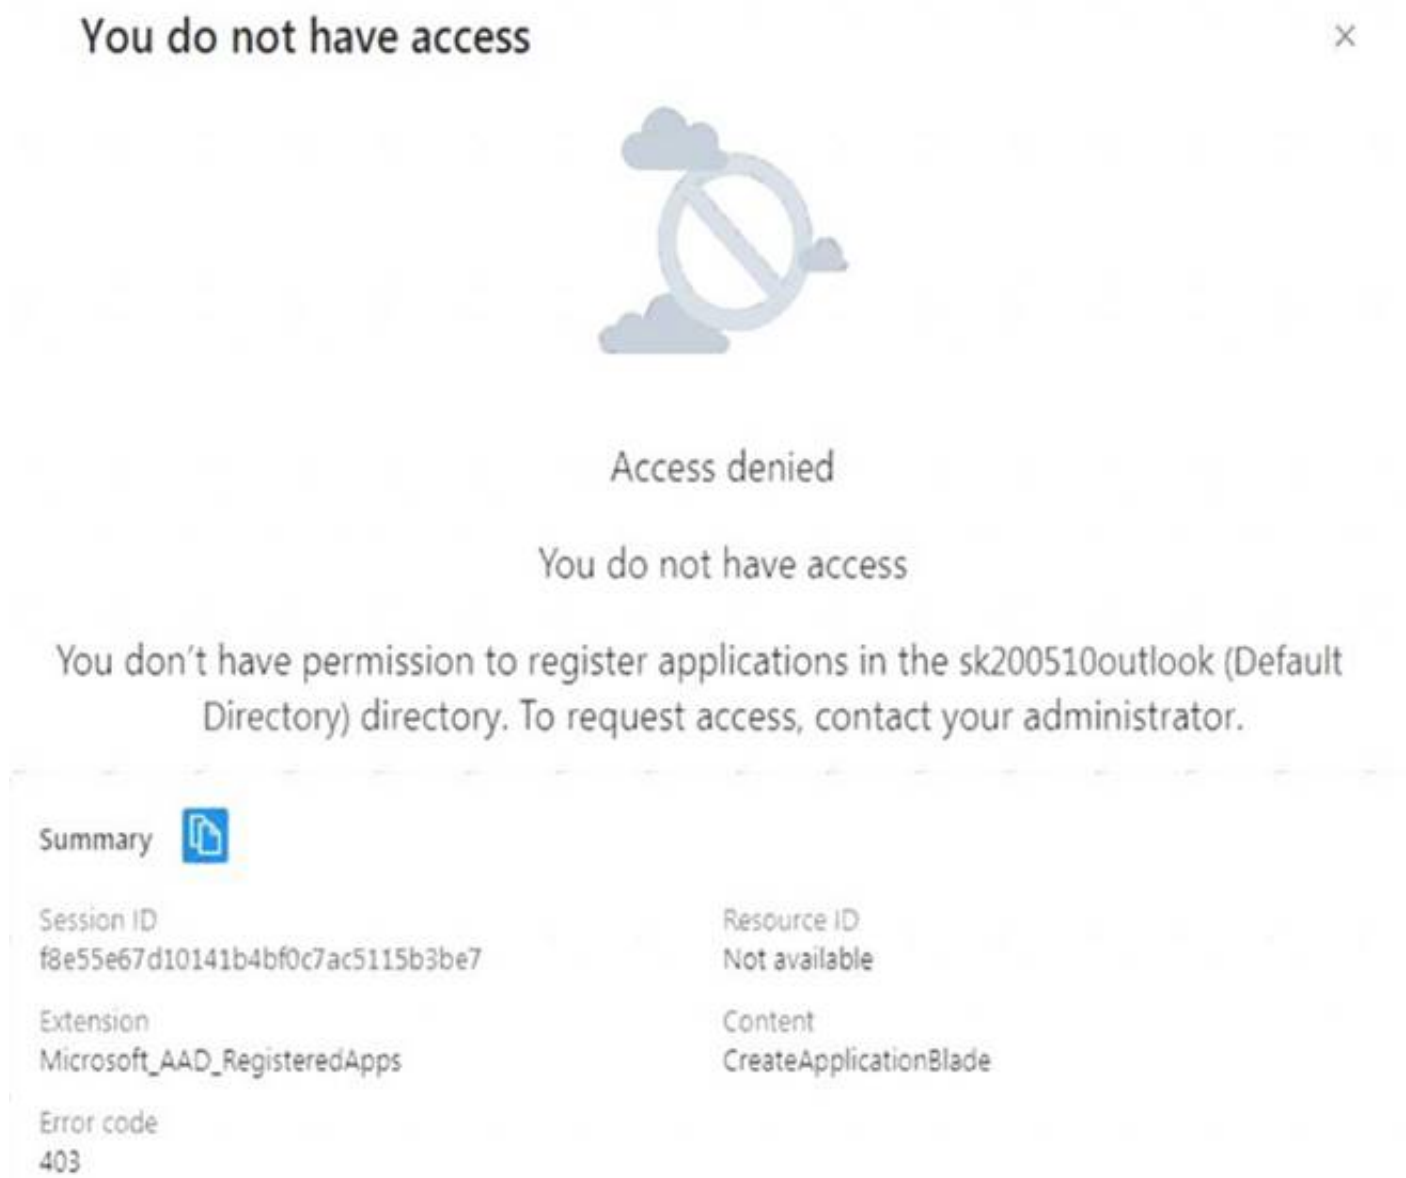 You do not have access
Access denied
You do not have access
You don't have permission to register applications in the sk200510outlook (Default
Directory) directory. To request access, contact your administrator.
Summary
Session ID
f8e55e67d10141b4bf0c7ac5115b3be7
Resource ID
Not available
Extension
Microsoft_AAD_RegisteredApps
Content
CreateApplicationBlade
Error code
403